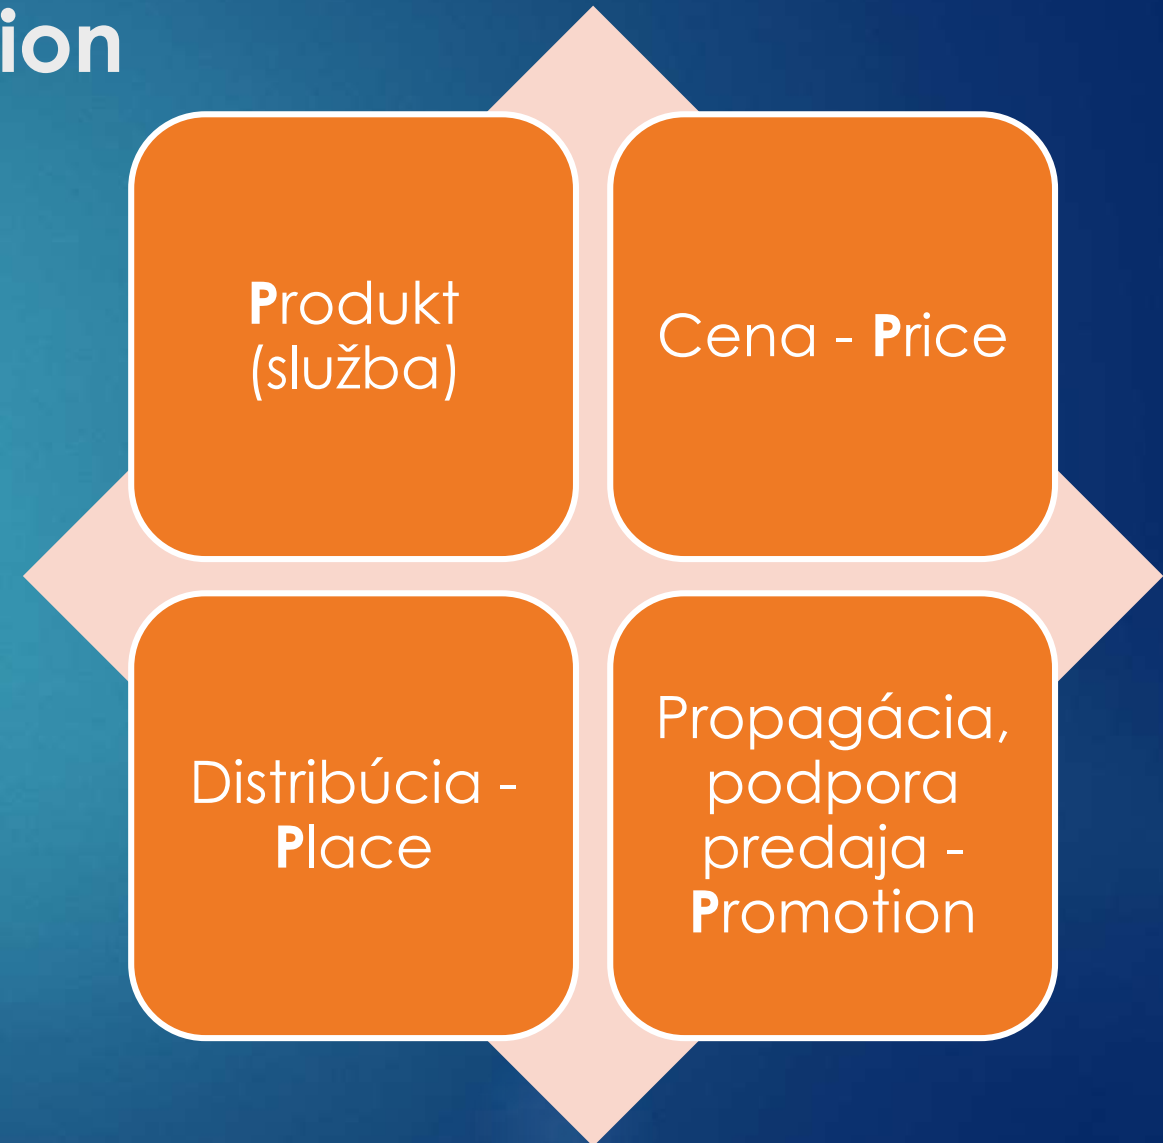 ion
Produkt
(služba)
Cena - Price
Distribúcia -
Place
Propagácia,
podpora
predaja -
Promotion